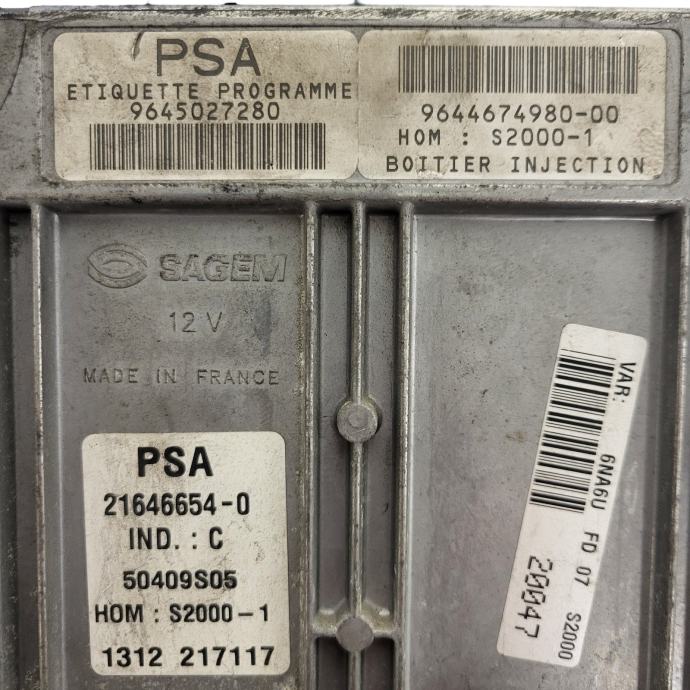 PSA
ETIQUETTE PROGRAMME
9645027280
9644674980-00
HOM : S2000-1
BOITIER INJECTION
SAGEM
12 V
MADE IN FRANCE
PSA
21646654-0
IND. : C
50409S05
HOM : S2000-1
1312 217117
VAR: 6NA6U FD 07 S2000
20047